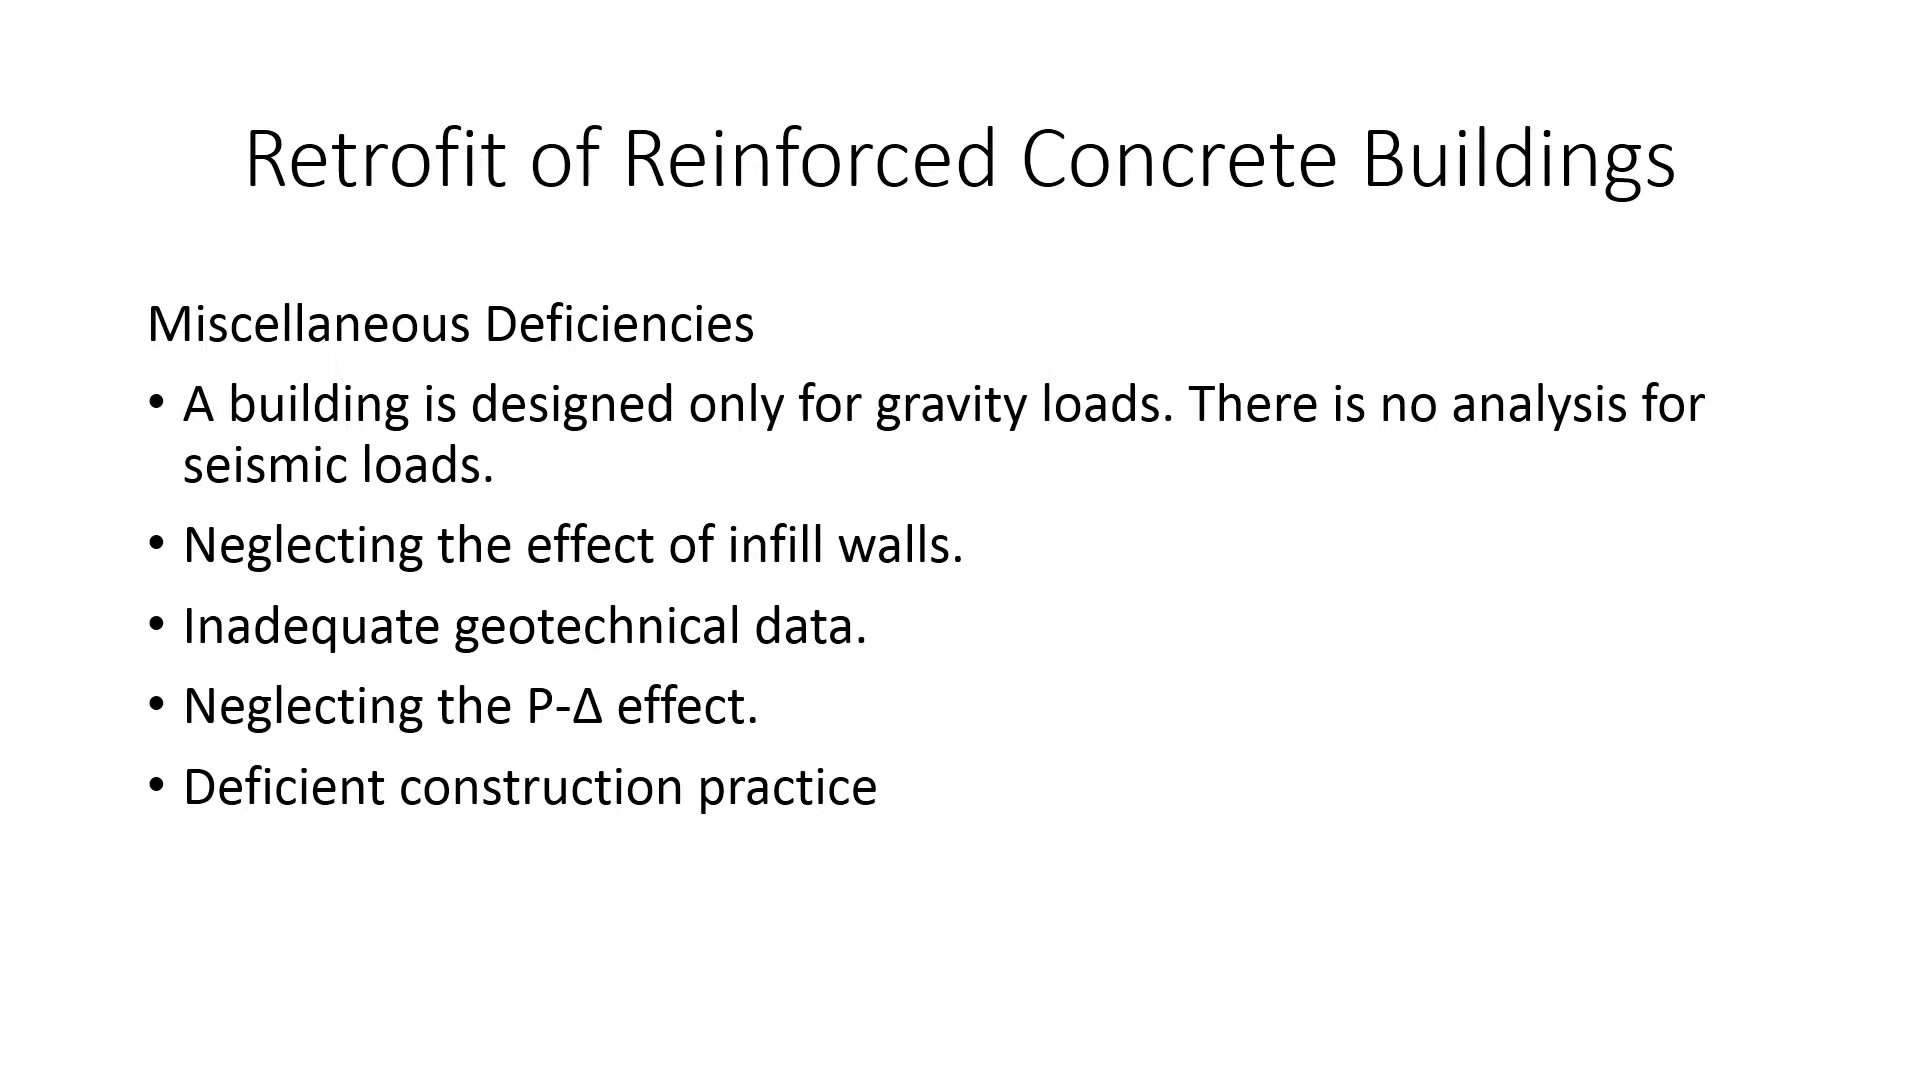 Retrofit of Reinforced Concrete Buildings
Miscellaneous Deficiencies
• A building is designed only for gravity loads. There is no analysis for
seismic loads.
• Neglecting the effect of infill walls.
• Inadequate geotechnical data.
• Neglecting the P-Δ effect.
• Deficient construction practice